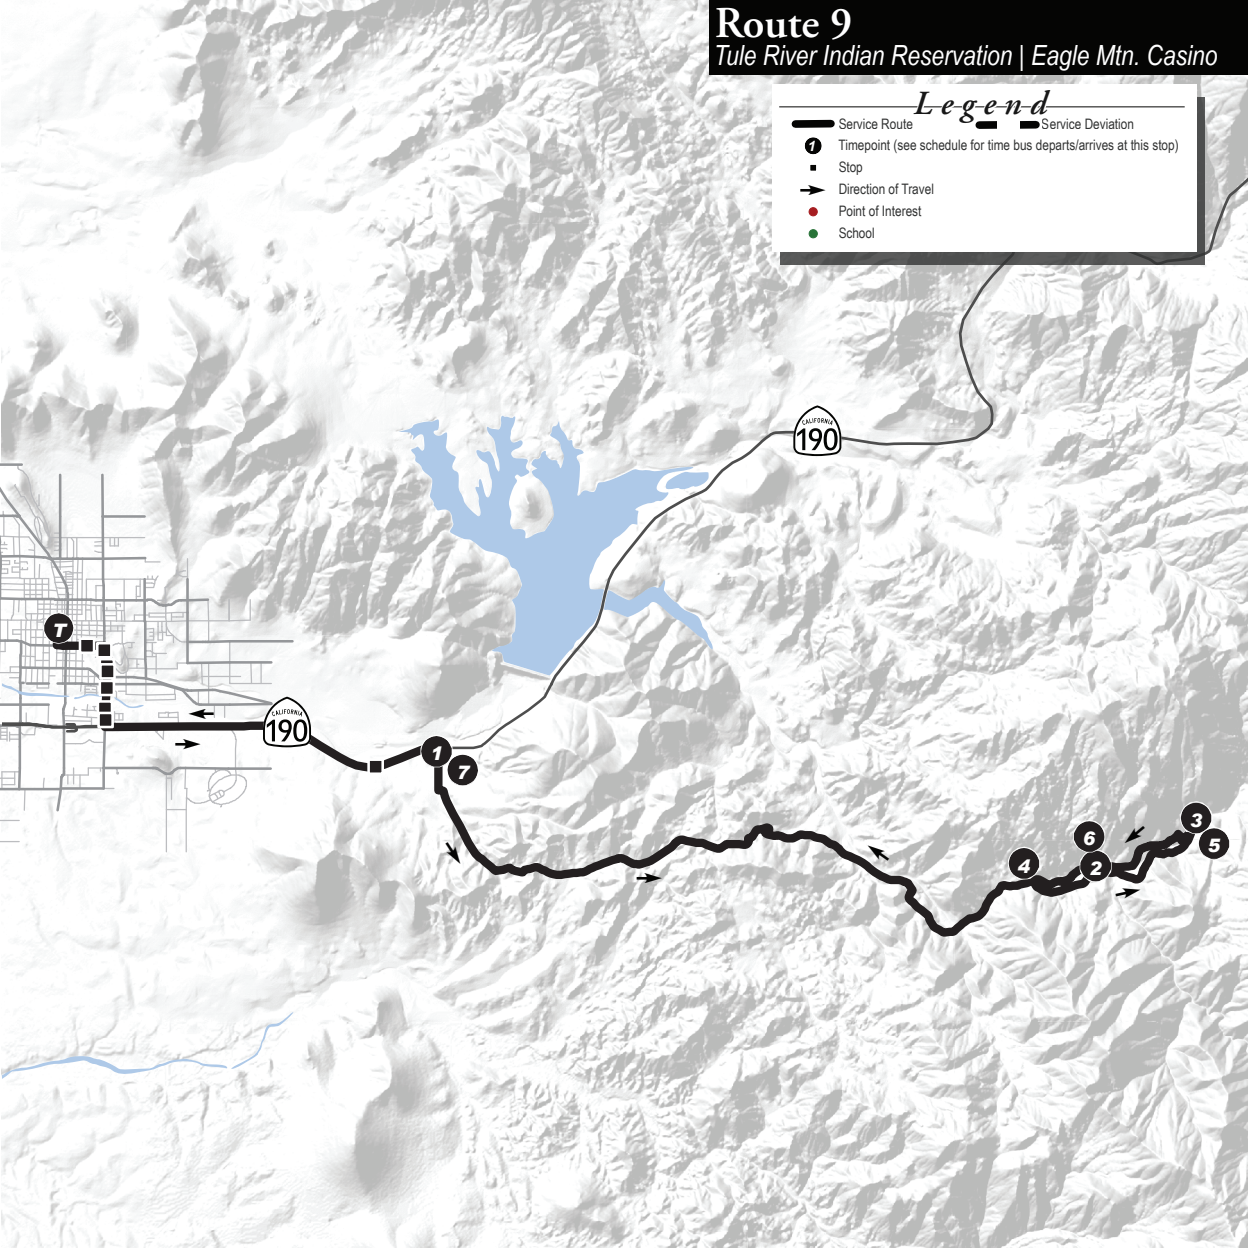 Route 9
Tule River Indian Reservation | Eagle Mtn. Casino
Legend
Service Route
Service Deviation
1
Timepoint (see schedule for time bus departs/arrives at this stop)
Stop
Direction of Travel
Point of Interest
School
CALIFORNIA
190
T
CALIFORNIA
190
1
7
3
6
5
4
2